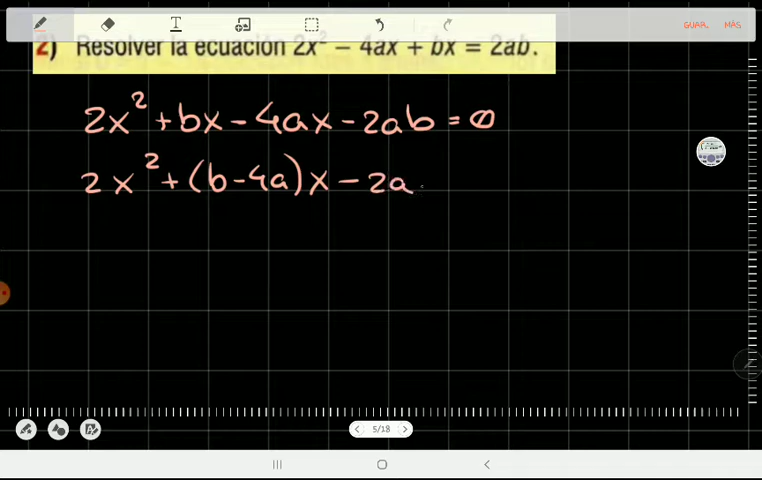 GUAR. MÁS
2) Resolver la ecuación 2x² − 4ax + bx = 2ab.
2x² + bx − 4ax − 2ab = 0
2x² + (b − 4a)x − 2a
5/18